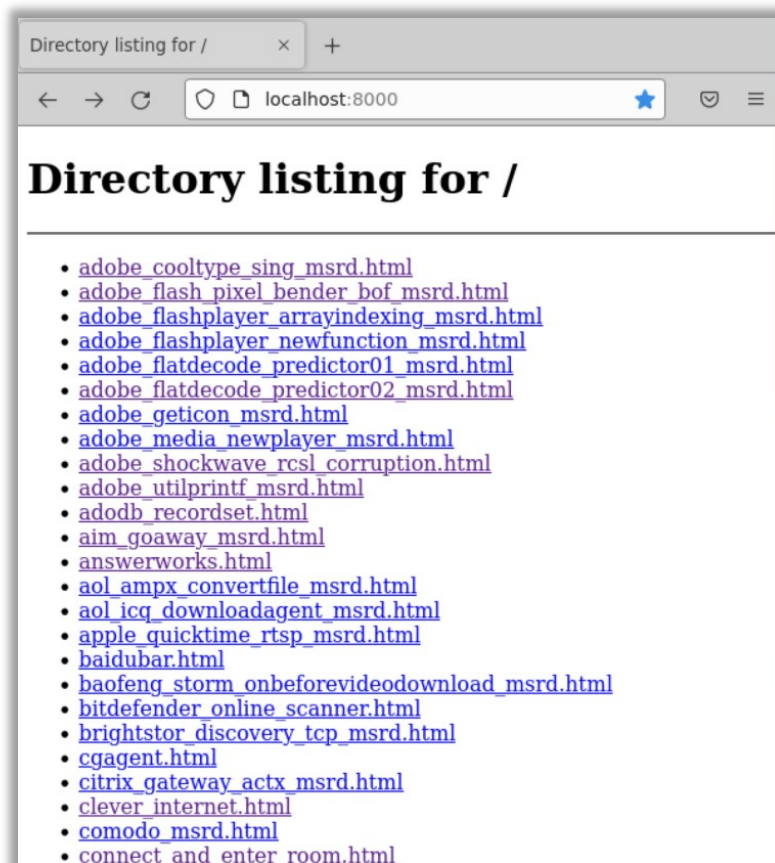 Directory listing for /
localhost:8000
Directory listing for /
adobe_cooltype_sing_msrd.html
adobe_flash_pixel_bender_bof_msrd.html
adobe_flashplayer_arrayindexing_msrd.html
adobe_flashplayer_newfunction_msrd.html
adobe_flatdecode_predictor01_msrd.html
adobe_flatdecode_predictor02_msrd.html
adobe_geticon_msrd.html
adobe_media_newplayer_msrd.html
adobe_shockwave_rcsl_corruption.html
adobe_utilprintf_msrd.html
adodb_recordset.html
aim_goaway_msrd.html
answerworks.html
aol_ampx_convertfile_msrd.html
aol_icq_downloadagent_msrd.html
apple_quicktime_rtsp_msrd.html
baidubar.html
baofeng_storm_onbeforevideodownload_msrd.html
bitdefender_online_scanner.html
brightstor_discovery_tcp_msrd.html
cgagent.html
citrix_gateway_actx_msrd.html
clever_internet.html
comodo_msrd.html
connect_and_enter_room.html